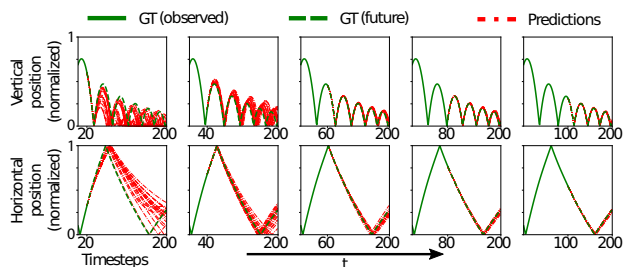 GT (observed) GT (future) Predictions
Vertical
position
(normalized)
1
0
20 200 40 200 60 200 80 200 100 200
Horizontal
position
(normalized)
1
0
20 200 40 200 60 200 80 200 100 200
Timesteps
t